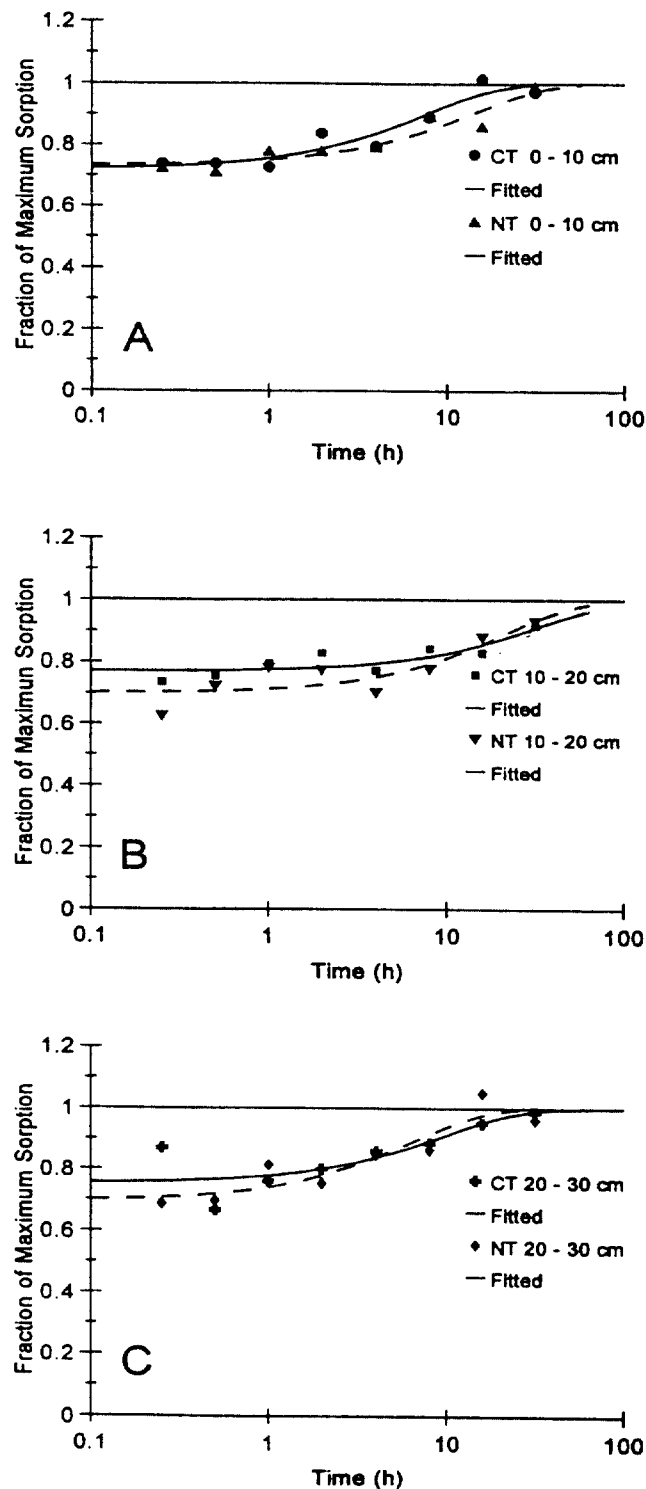 1.2
1
0.8
0.6
0.4
0.2
0
Fraction of Maximum Sorption
CT 0 - 10 cm
Fitted
NT 0 - 10 cm
Fitted
A
0.1
1
10
100
Time (h)
1.2
1
0.8
0.6
0.4
0.2
0
Fraction of Maximum Sorption
CT 10 - 20 cm
Fitted
NT 10 - 20 cm
Fitted
B
0.1
1
10
100
Time (h)
1.2
1
0.8
0.6
0.4
0.2
0
Fraction of Maximum Sorption
CT 20 - 30 cm
Fitted
NT 20 - 30 cm
Fitted
C
0.1
1
10
100
Time (h)